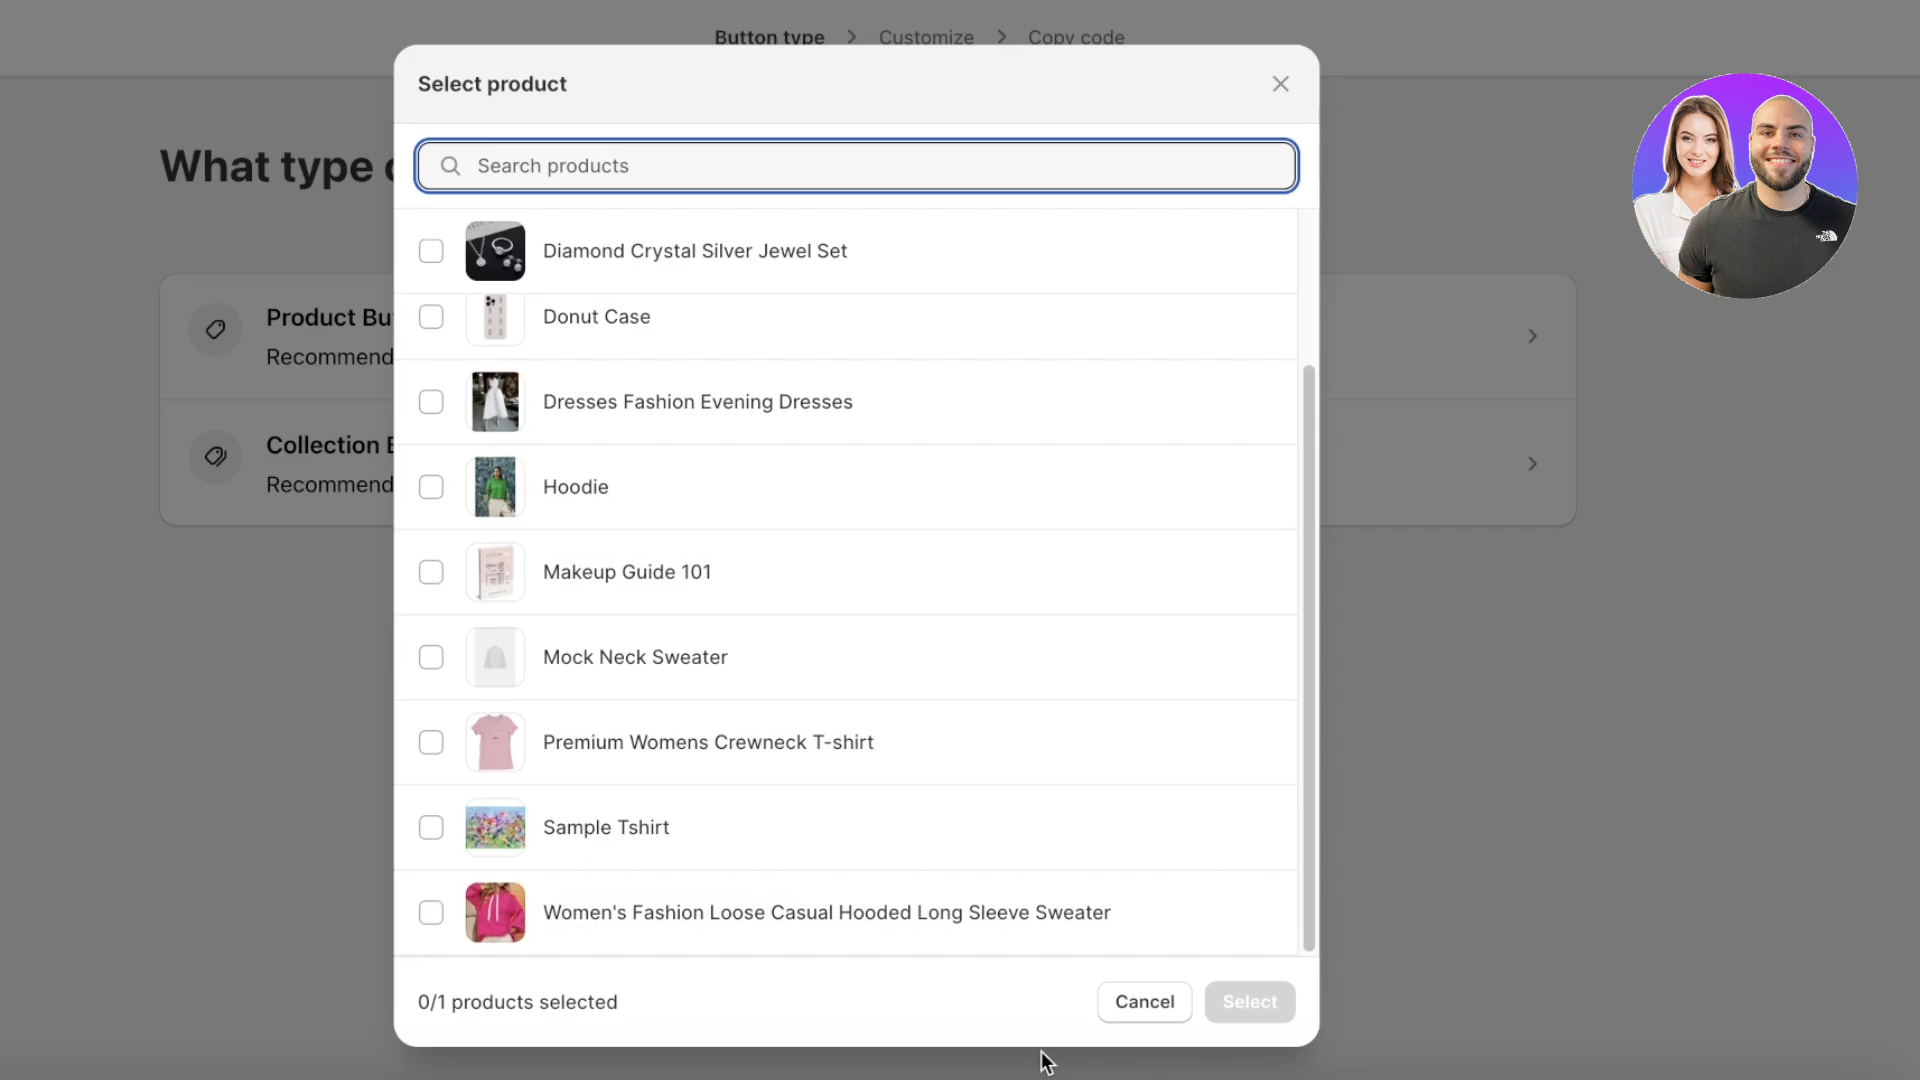 Button type > Customize > Copy code
Select product
Search products
What type
Diamond Crystal Silver Jewel Set
Donut Case
Product Bu
Recommend
Dresses Fashion Evening Dresses
Collection
Recommend
Hoodie
Makeup Guide 101
Mock Neck Sweater
Premium Womens Crewneck T-shirt
Sample Tshirt
Women's Fashion Loose Casual Hooded Long Sleeve Sweater
0/1 products selected
Cancel
Select